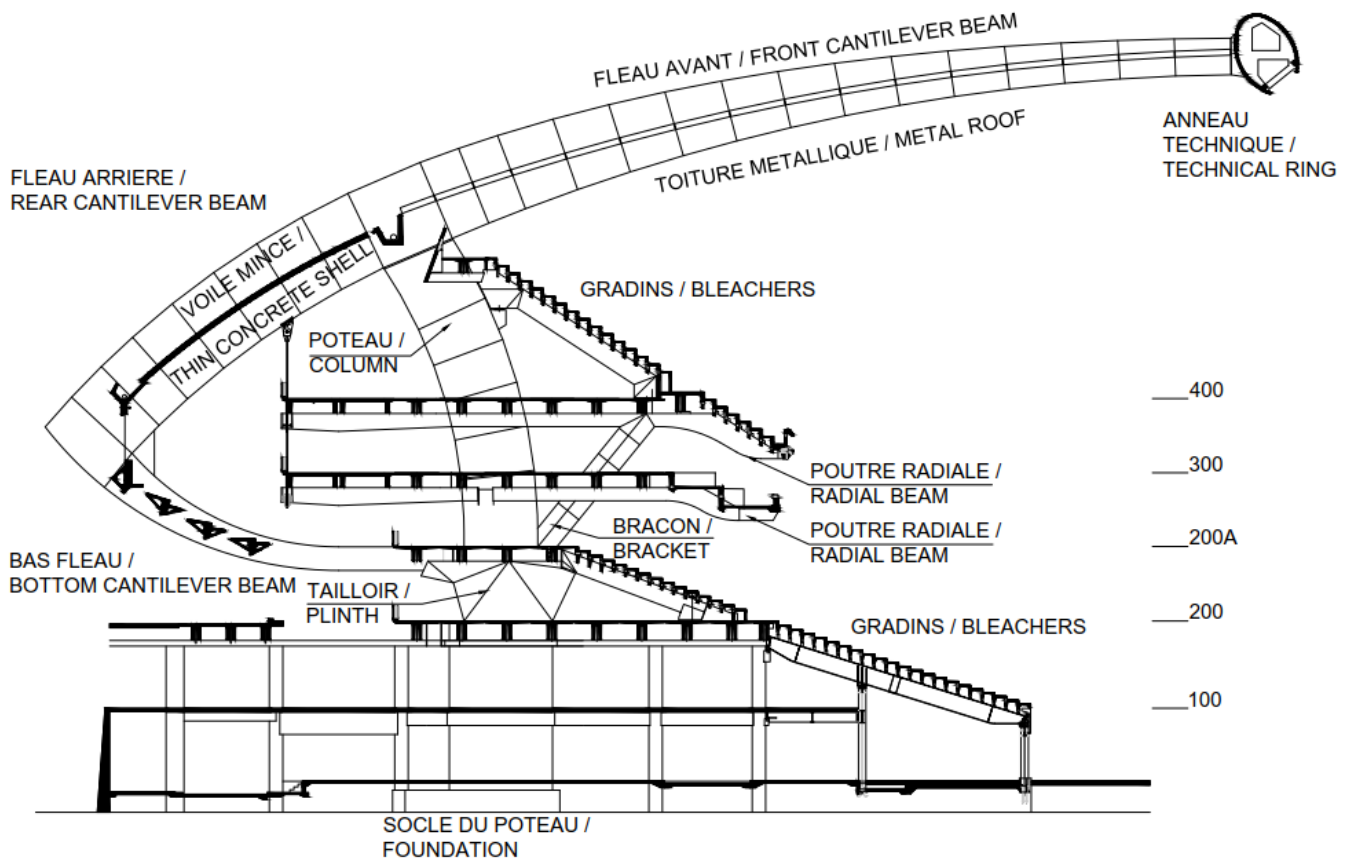 FLEAU AVANT / FRONT CANTILEVER BEAM
TOITURE METALLIQUE / METAL ROOF
ANNEAU
TECHNIQUE /
TECHNICAL RING
FLEAU ARRIERE /
REAR CANTILEVER BEAM
VOILE MINCE /
THIN CONCRETE SHELL
GRADINS / BLEACHERS
POTEAU /
COLUMN
400
300
POUTRE RADIALE /
RADIAL BEAM
POUTRE RADIALE /
RADIAL BEAM
BRACON /
BRACKET
200A
BAS FLEAU /
BOTTOM CANTILEVER BEAM
TAILLOIR /
PLINTH
200
GRADINS / BLEACHERS
100
SOCLE DU POTEAU /
FOUNDATION